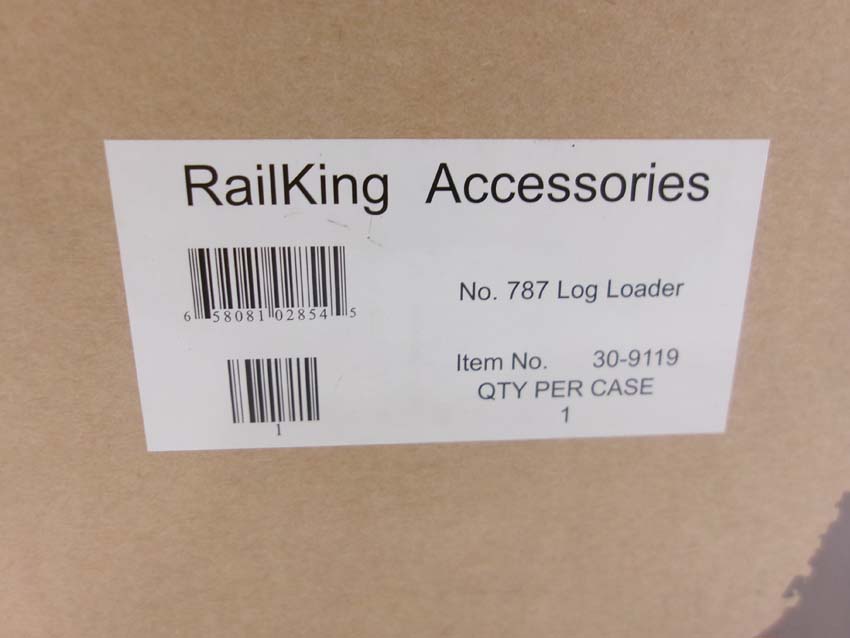 RailKing Accessories
No. 787 Log Loader
6 58081 02854 5
Item No. 30-9119
QTY PER CASE
1
1